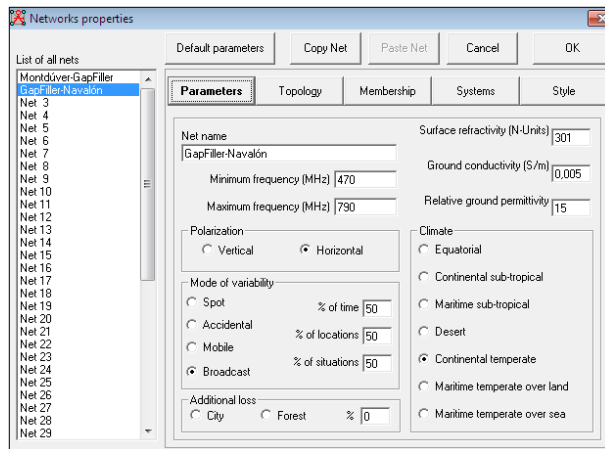 Networks properties
Default parameters Copy Net Paste Net Cancel OK
List of all nets
Montdúver-GapFiller
GapFiller-Navalón
Net 3
Net 4
Net 5
Net 6
Net 7
Net 8
Net 9
Net 10
Net 11
Net 12
Net 13
Net 14
Net 15
Net 16
Net 17
Net 18
Net 19
Net 20
Net 21
Net 22
Net 23
Net 24
Net 25
Net 26
Net 27
Net 28
Net 29
Parameters Topology Membership Systems Style
Net name
GapFiller-Navalón
Minimum frequency (MHz) 470
Maximum frequency (MHz) 790
Surface refractivity (N-Units) 301
Ground conductivity (S/m) 0,005
Relative ground permittivity 15
Polarization
Vertical Horizontal
Mode of variability
Spot
Accidental
Mobile
Broadcast
% of time 50
% of locations 50
% of situations 50
Additional loss
City Forest % 0
Climate
Equatorial
Continental sub-tropical
Maritime sub-tropical
Desert
Continental temperate
Maritime temperate over land
Maritime temperate over sea